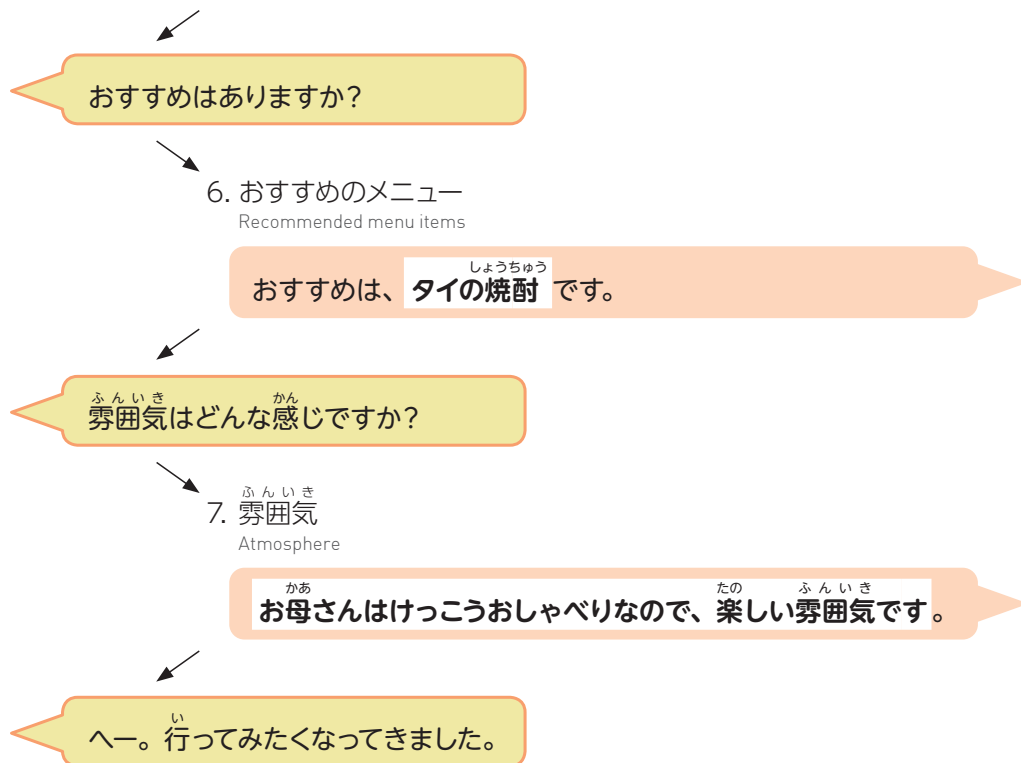 おすすめはありますか？
6. おすすめのメニュー
Recommended menu items
しょうちゅう
おすすめは、タイの焼酎です。
ふんいき かん
雰囲気はどんな感じですか？
ふんいき
7. 雰囲気
Atmosphere
かあ たの ふんいき
お母さんはけっこうおしゃべりなので、楽しい雰囲気です。
い
へー。行ってみたくなってきました。